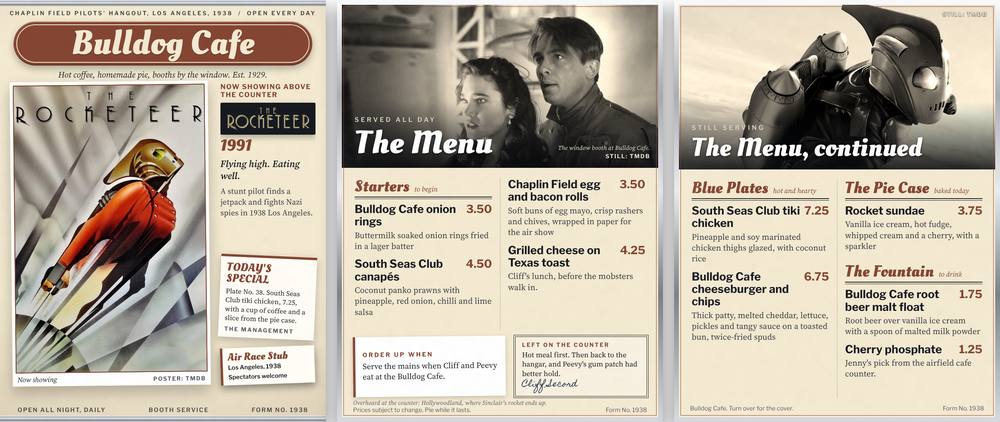 CHAPLIN FIELD PILOTS' HANGOUT, LOS ANGELES, 1938 / OPEN EVERY DAY
Bulldog Cafe
Hot coffee, homemade pie, booths by the window. Est. 1929.
THE
ROCKETEER
Now showing
POSTER: TMDB
NOW SHOWING ABOVE
THE COUNTER
THE
ROCKETEER
1991
Flying high. Eating
well.
A stunt pilot finds a
jetpack and fights Nazi
spies in 1938 Los Angeles.
TODAY'S
SPECIAL
Plate No. 38. South Seas
Club tiki chicken, 7.25,
with a cup of coffee and a
slice from the pie case.
THE MANAGEMENT
Air Race Stub
Los Angeles, 1938
Spectators welcome
OPEN ALL NIGHT, DAILY
BOOTH SERVICE
FORM NO. 1938
SERVED ALL DAY
The Menu
The window booth at Bulldog Cafe.
STILL: TMDB
Starters to begin
Bulldog Cafe onion 3.50
rings
Buttermilk soaked onion rings fried
in a lager batter
South Seas Club 4.50
canapés
Coconut panko prawns with
pineapple, red onion, chilli and lime
salsa
Chaplin Field egg 3.50
and bacon rolls
Soft buns of egg mayo, crisp rashers
and chives, wrapped in paper for
the air show
Grilled cheese on 4.25
Texas toast
Cliff's lunch, before the mobsters
walk in.
ORDER UP WHEN
Serve the mains when Cliff and Peevy
eat at the Bulldog Cafe.
LEFT ON THE COUNTER
Hot meal first. Then back to the
hangar, and Peevy's gum patch had
better hold.
Cliff Secord
Overheard at the counter: Hollywoodland, where Sinclair's rocket ends up.
Prices subject to change. Pie while it lasts.
Form No. 1938
STILL: TMDB
STILL SERVING
The Menu, continued
Blue Plates hot and hearty
South Seas Club tiki 7.25
chicken
Pineapple and soy marinated
chicken thighs glazed, with coconut
rice
Bulldog Cafe 6.75
cheeseburger and
chips
Thick patty, melted cheddar, lettuce,
pickles and tangy sauce on a toasted
bun, twice-fried spuds
The Pie Case baked today
Rocket sundae 3.75
Vanilla ice cream, hot fudge,
whipped cream and a cherry, with a
sparkler
The Fountain to drink
Bulldog Cafe root 1.75
beer malt float
Root beer over vanilla ice cream
with a spoon of malted milk powder
Cherry phosphate 1.25
Jenny's pick from the airfield cafe
counter.
Bulldog Cafe. Turn over for the cover.
Form No. 1938